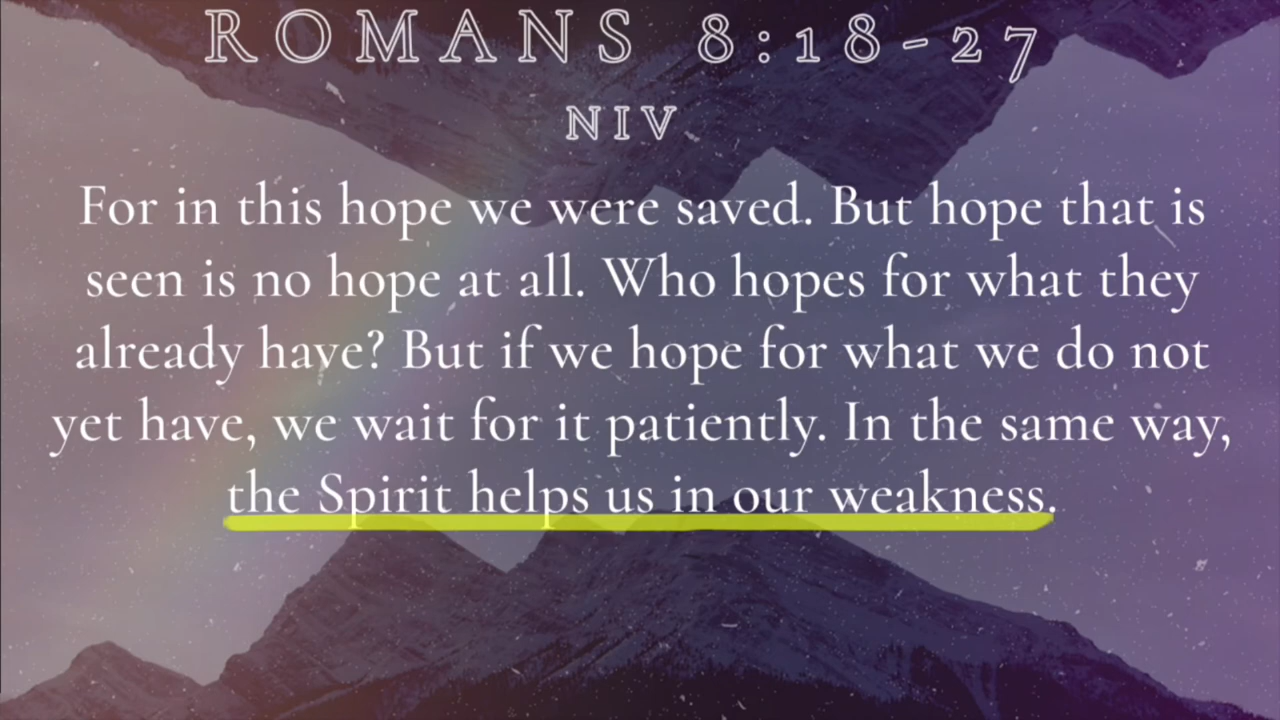 ROMANS 8:18-27
NIV
For in this hope we were saved. But hope that is
seen is no hope at all. Who hopes for what they
already have? But if we hope for what we do not
yet have, we wait for it patiently. In the same way,
the Spirit helps us in our weakness.